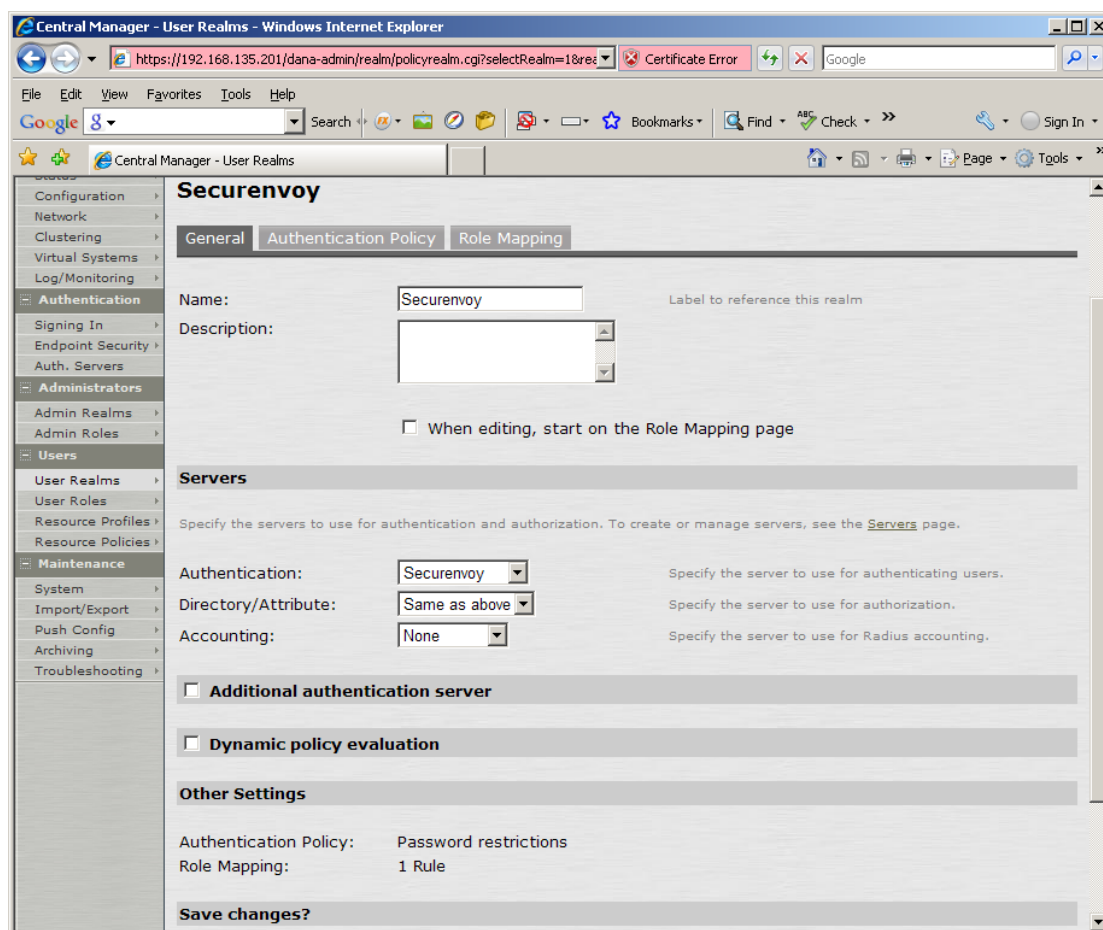 Central Manager - User Realms - Windows Internet Explorer
https://192.168.135.201/dana-admin/realm/policyrealm.cgi?selectRealm=1&rea Certificate Error Google
File Edit View Favorites Tools Help
Google Search Bookmarks Find ABC Check Sign In
Central Manager - User Realms Page Tools
Status
Configuration
Network
Clustering
Virtual Systems
Log/Monitoring
Authentication
Signing In
Endpoint Security
Auth. Servers
Administrators
Admin Realms
Admin Roles
Users
User Realms
User Roles
Resource Profiles
Resource Policies
Maintenance
System
Import/Export
Push Config
Archiving
Troubleshooting
Securenvoy
General Authentication Policy Role Mapping
Name: Securenvoy Label to reference this realm
Description:
When editing, start on the Role Mapping page
Servers
Specify the servers to use for authentication and authorization. To create or manage servers, see the Servers page.
Authentication: Securenvoy Specify the server to use for authenticating users.
Directory/Attribute: Same as above Specify the server to use for authorization.
Accounting: None Specify the server to use for Radius accounting.
Additional authentication server
Dynamic policy evaluation
Other Settings
Authentication Policy: Password restrictions
Role Mapping: 1 Rule
Save changes?